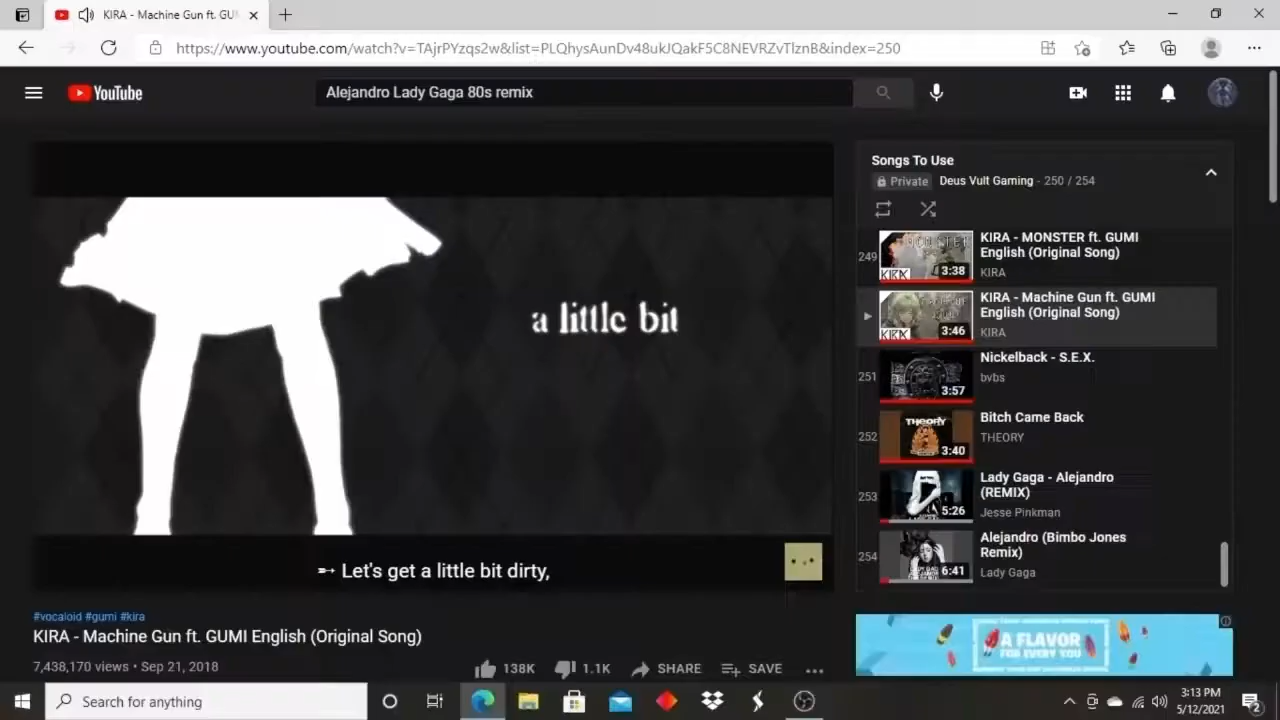 KIRA - Machine Gun ft. GUM
https://www.youtube.com/watch?v=TAjrPYzqs2w&list=PLQhysAunDv48ukJQakF5C8NEVRZvTlznB&index=250
YouTube
Alejandro Lady Gaga 80s remix
a little bit
➳ Let's get a little bit dirty,
#vocaloid #gumi #kira
KIRA - Machine Gun ft. GUMI English (Original Song)
7,438,170 views • Sep 21, 2018
138K
1.1K
SHARE
SAVE
Songs To Use
Private
Deus Vult Gaming - 250 / 254
249
MONSTER
KIRA
3:38
KIRA - MONSTER ft. GUMI
English (Original Song)
KIRA
KIRA
3:46
KIRA - Machine Gun ft. GUMI
English (Original Song)
KIRA
251
3:57
Nickelback - S.E.X.
bvbs
252
THEORY
3:40
Bitch Came Back
THEORY
253
5:26
Lady Gaga - Alejandro
(REMIX)
Jesse Pinkman
254
6:41
Alejandro (Bimbo Jones
Remix)
Lady Gaga
A FLAVOR
FOR EVERY YOU
Search for anything
3:13 PM
5/12/2021
2